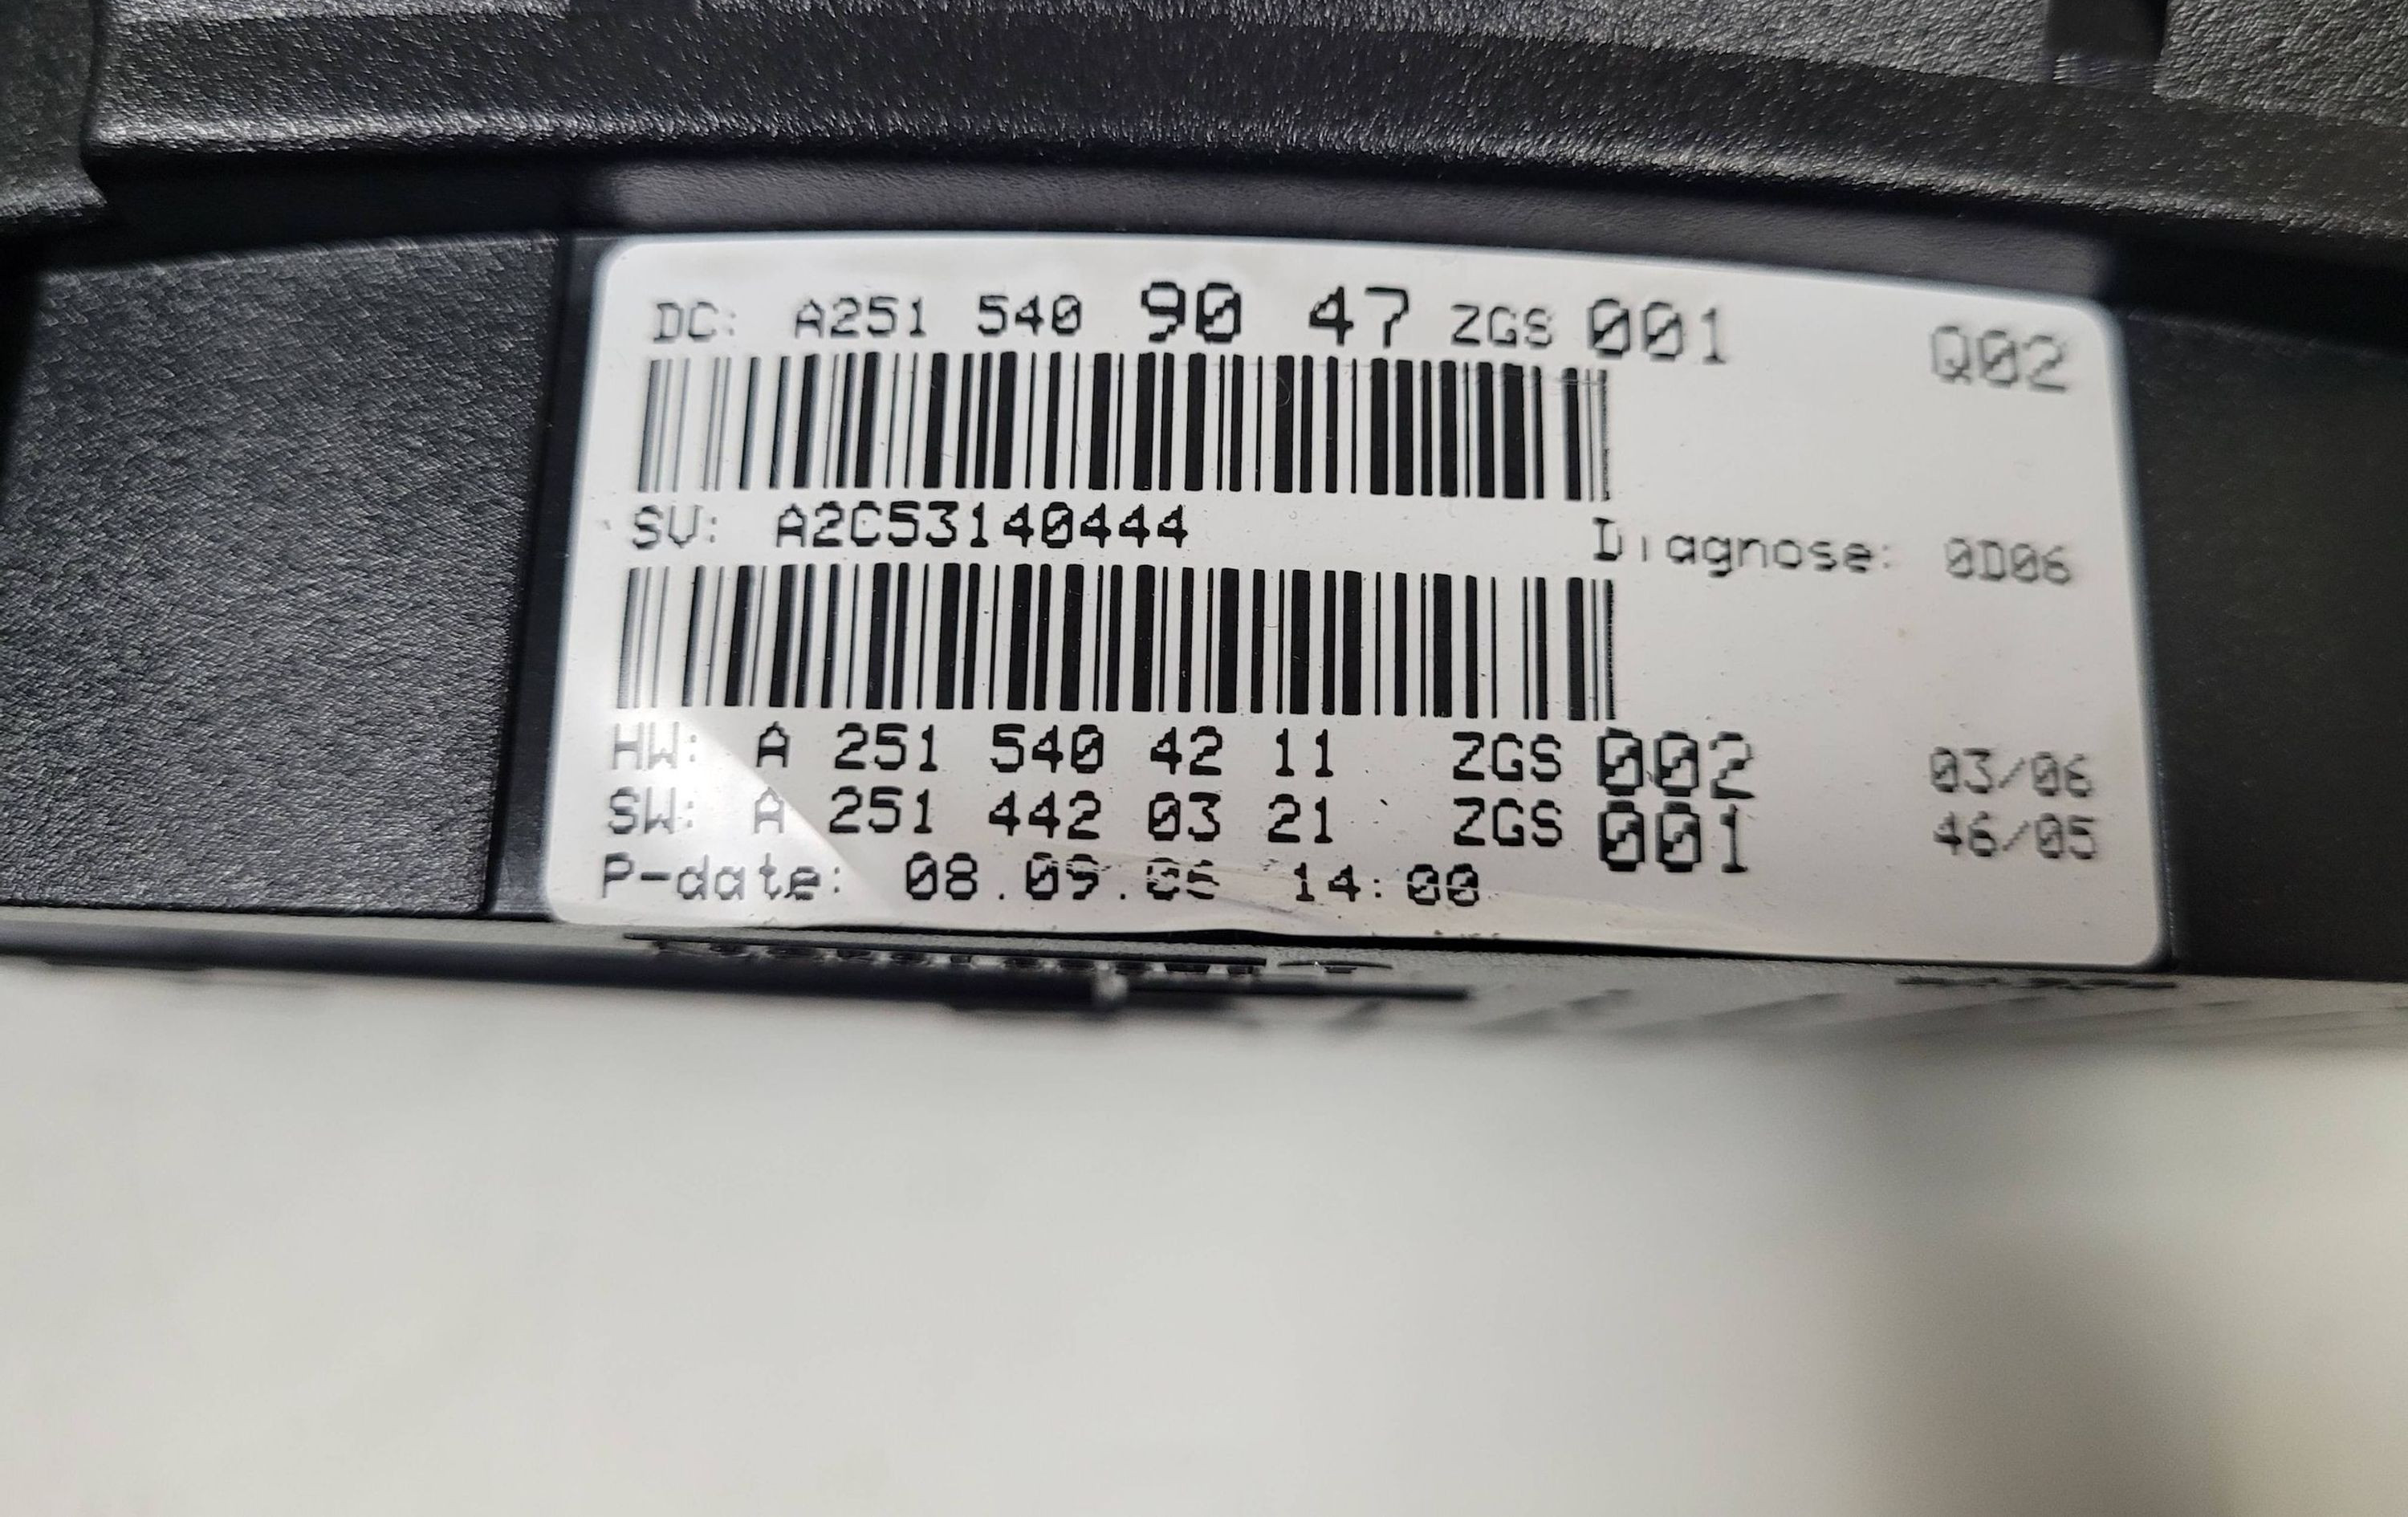 DC: A251 540 90 47 ZGS 001 Q02
SV: A2C53140444 Diagnose: 0D06
HW: A 251 540 42 11 ZGS 002 03/06
SW: A 251 442 03 21 ZGS 001 46/05
P-date: 08.09.06 14:00